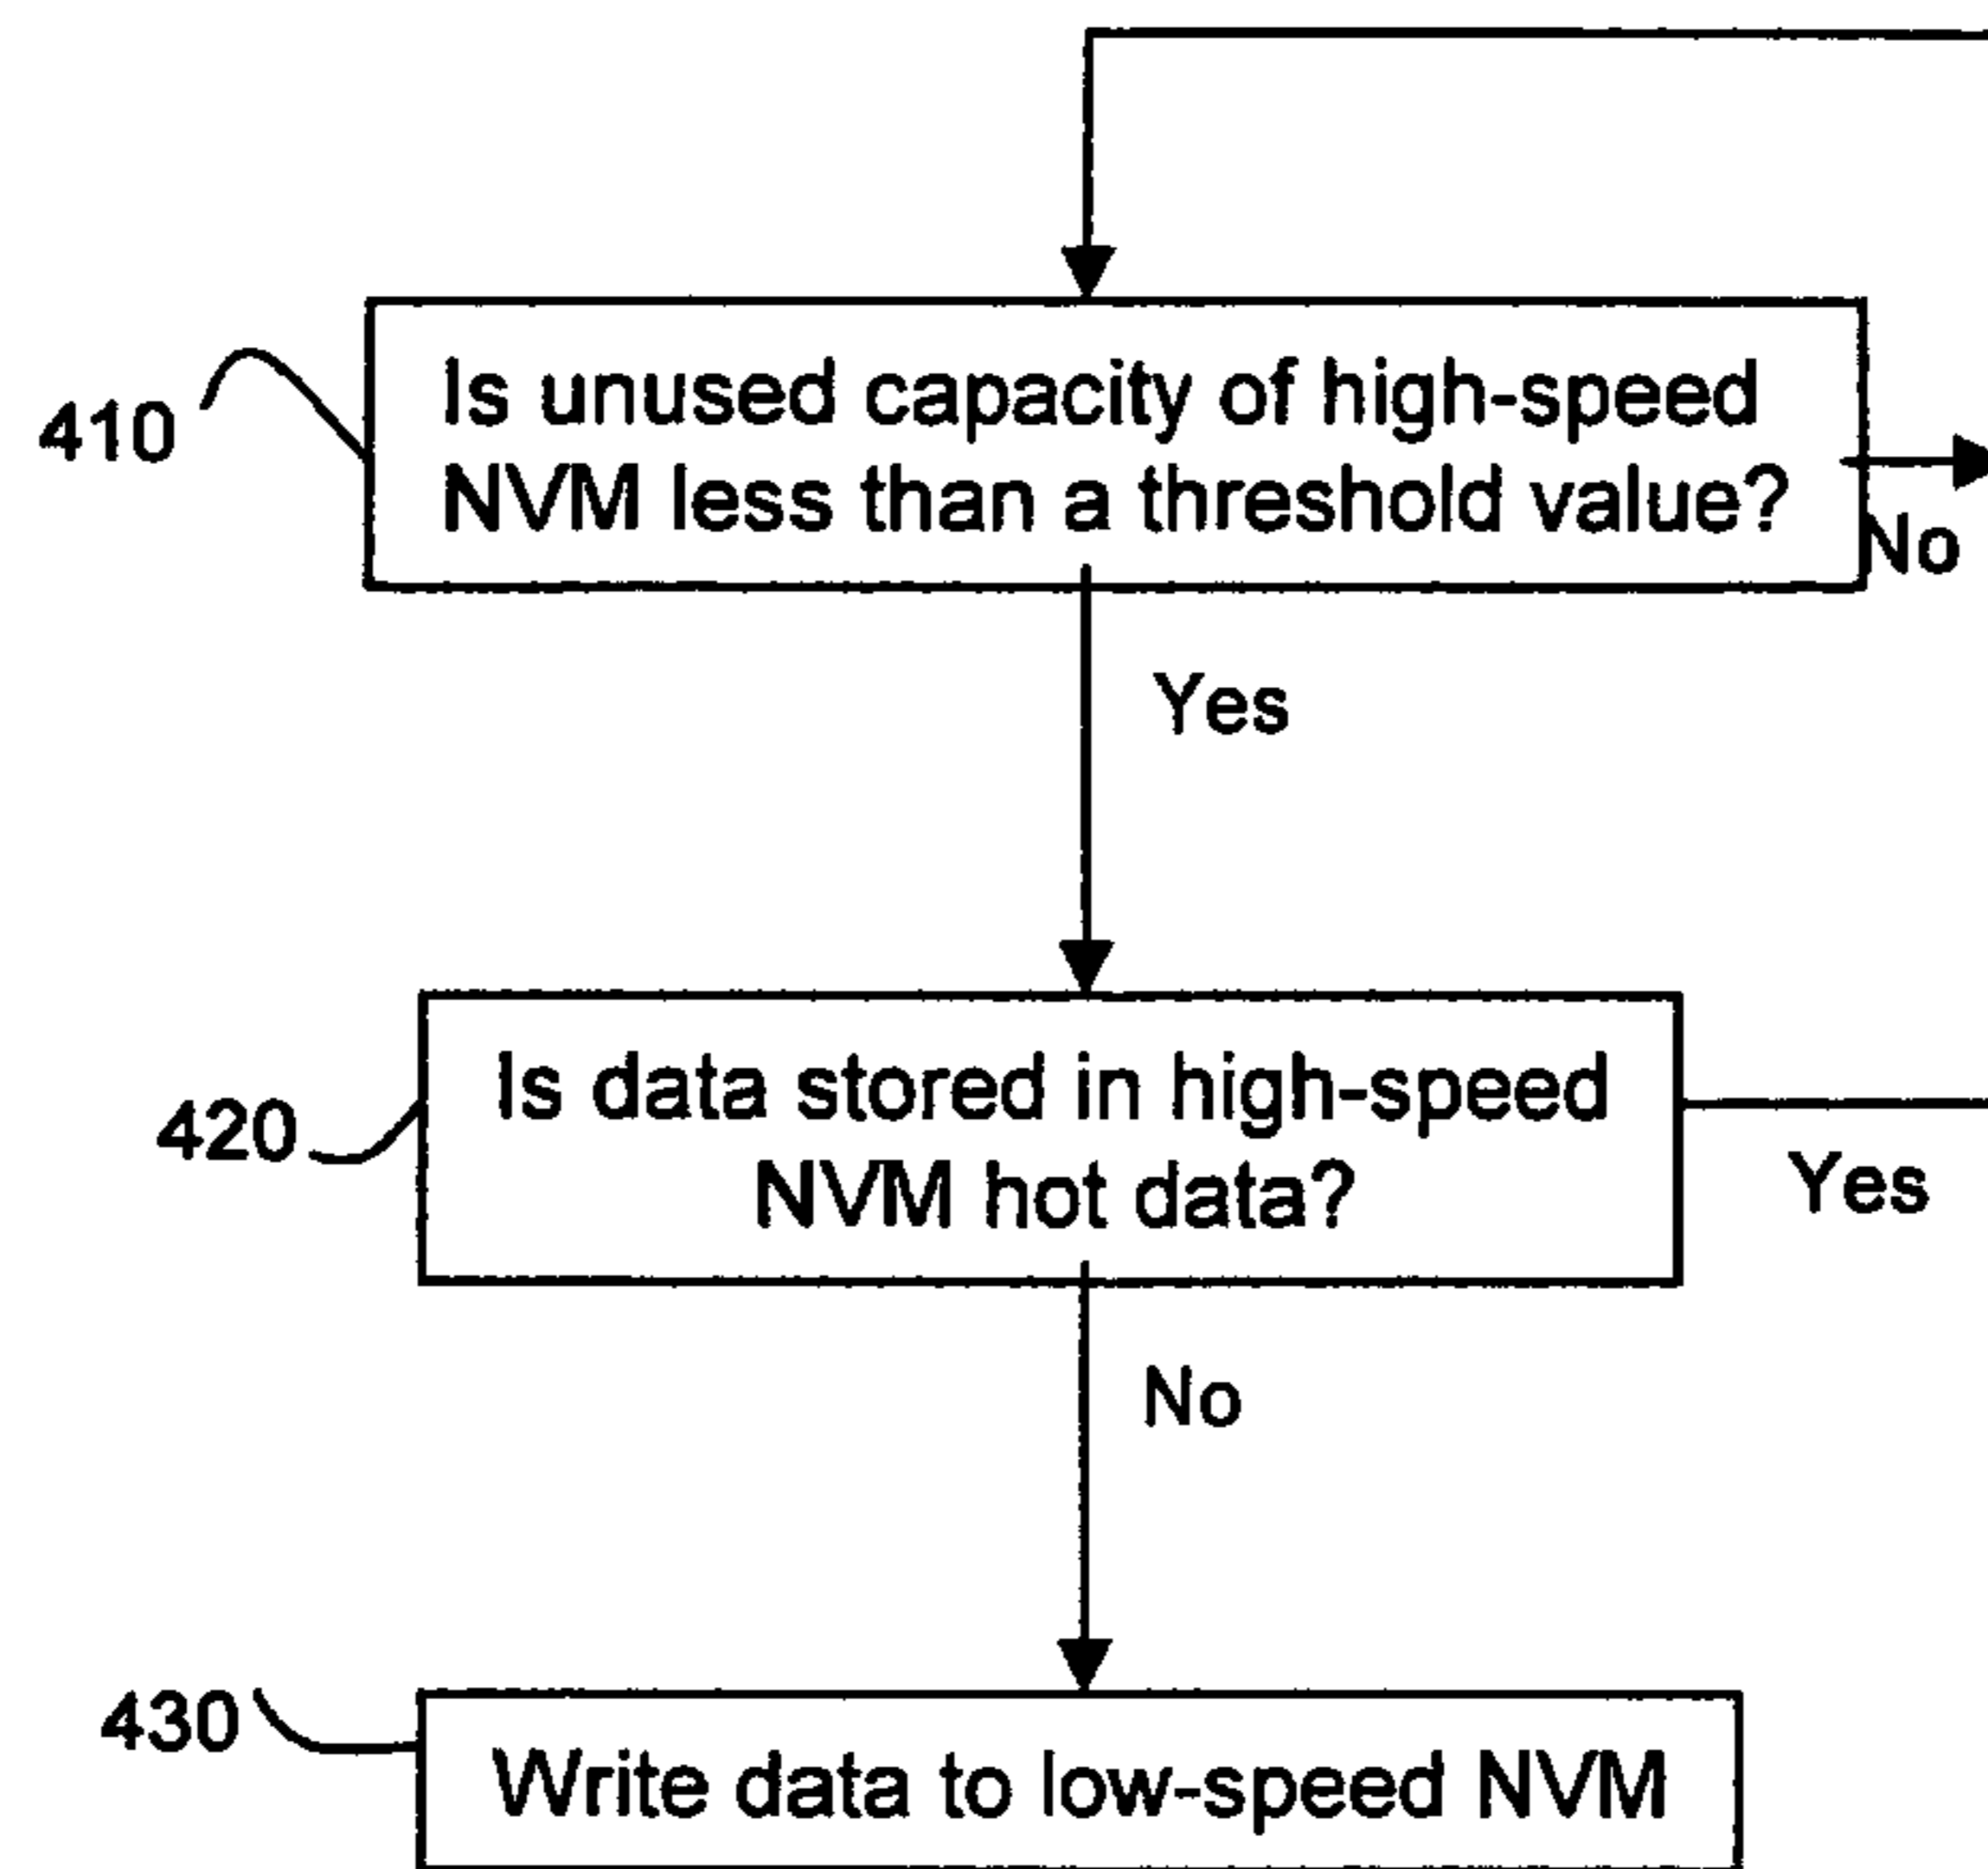 410
Is unused capacity of high-speed
NVM less than a threshold value?
No
Yes
420
Is data stored in high-speed
NVM hot data?
Yes
No
430
Write data to low-speed NVM